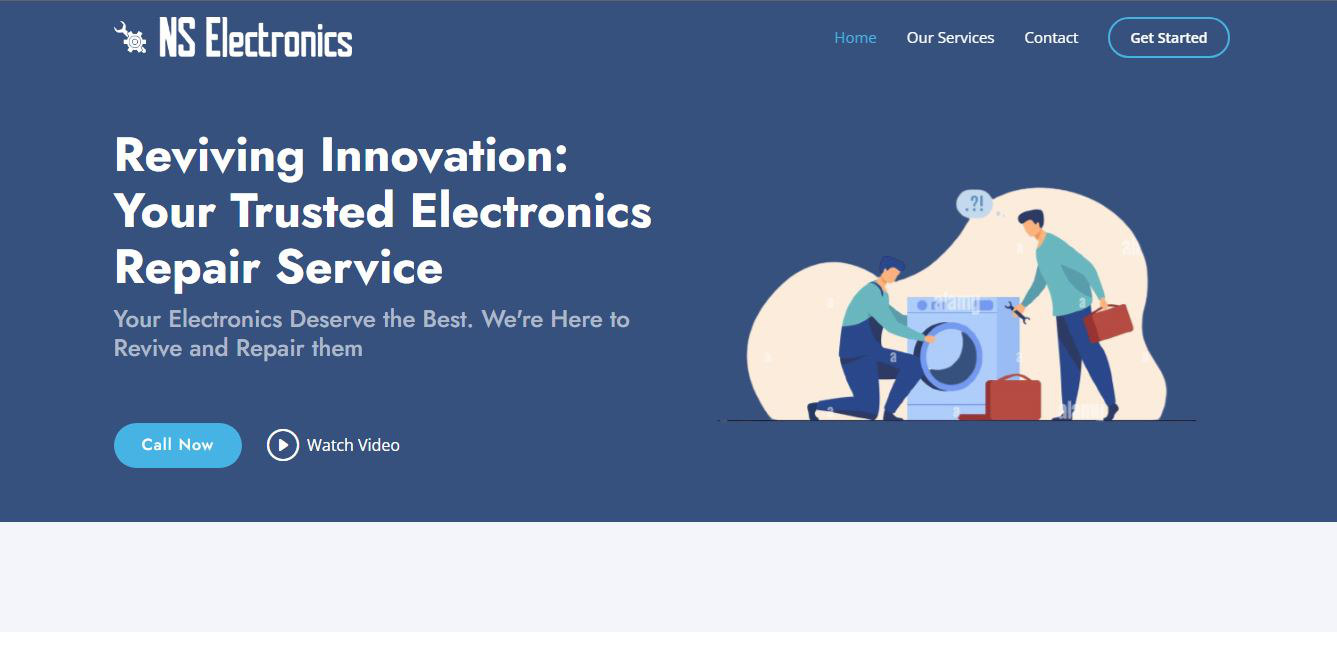 NS Electronics
Home Our Services Contact Get Started
Reviving Innovation:
Your Trusted Electronics
Repair Service
Your Electronics Deserve the Best. We're Here to
Revive and Repair them
.?!
alamy
alamy
a
a
a
a
a
a
a
Call Now Watch Video